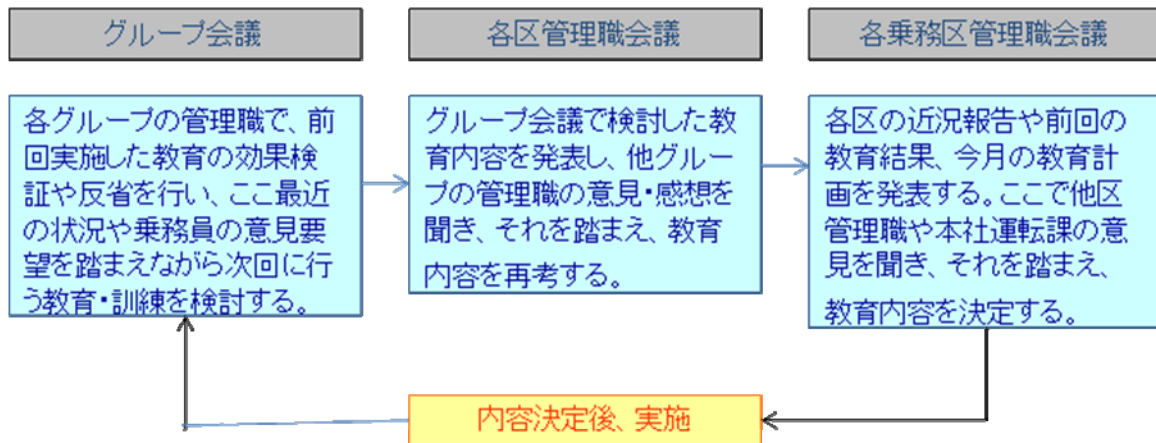 グループ会議
各区管理職会議
各乗務区管理職会議
各グループの管理職で、前
回実施した教育の効果検
証や反省を行い、ここ最近
の状況や乗務員の意見要
望を踏まえながら次回に行
う教育・訓練を検討する。
グループ会議で検討した教
育内容を発表し、他グルー
プの管理職の意見・感想を
聞き、それを踏まえ、教育
内容を再考する。
各区の近況報告や前回の
教育結果、今月の教育計
画を発表する。ここで他区
管理職や本社運転課の意
見を聞き、それを踏まえ、
教育内容を決定する。
内容決定後、実施